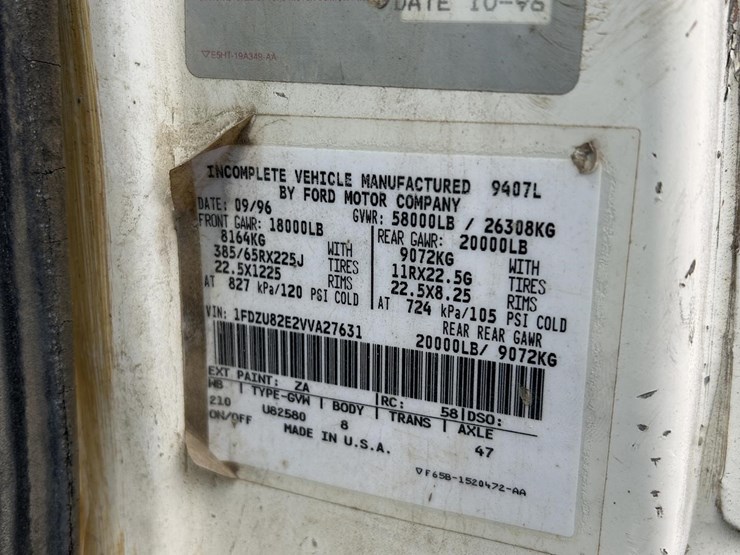 DATE 10-96
▽F5HT-19A349-AA
INCOMPLETE VEHICLE MANUFACTURED 9407L
BY FORD MOTOR COMPANY
DATE: 09/96 GVWR: 58000LB / 26308KG
FRONT GAWR: 18000LB REAR GAWR: 20000LB
8164KG WITH 9072KG WITH
385/65RX225J TIRES 11RX22.5G TIRES
22.5X1225 RIMS 22.5X8.25 RIMS
AT 827 kPa/120 PSI COLD AT 724 kPa/105 PSI COLD
VIN: 1FDZU82E2VVA27631 REAR REAR GAWR
20000LB/ 9072KG
EXT PAINT: ZA RC: 58 DSO:
WB TYPE-GVW BODY TRANS AXLE
210 U82580 8 47
ON/OFF MADE IN U.S.A.
▽F65B-1520472-AA